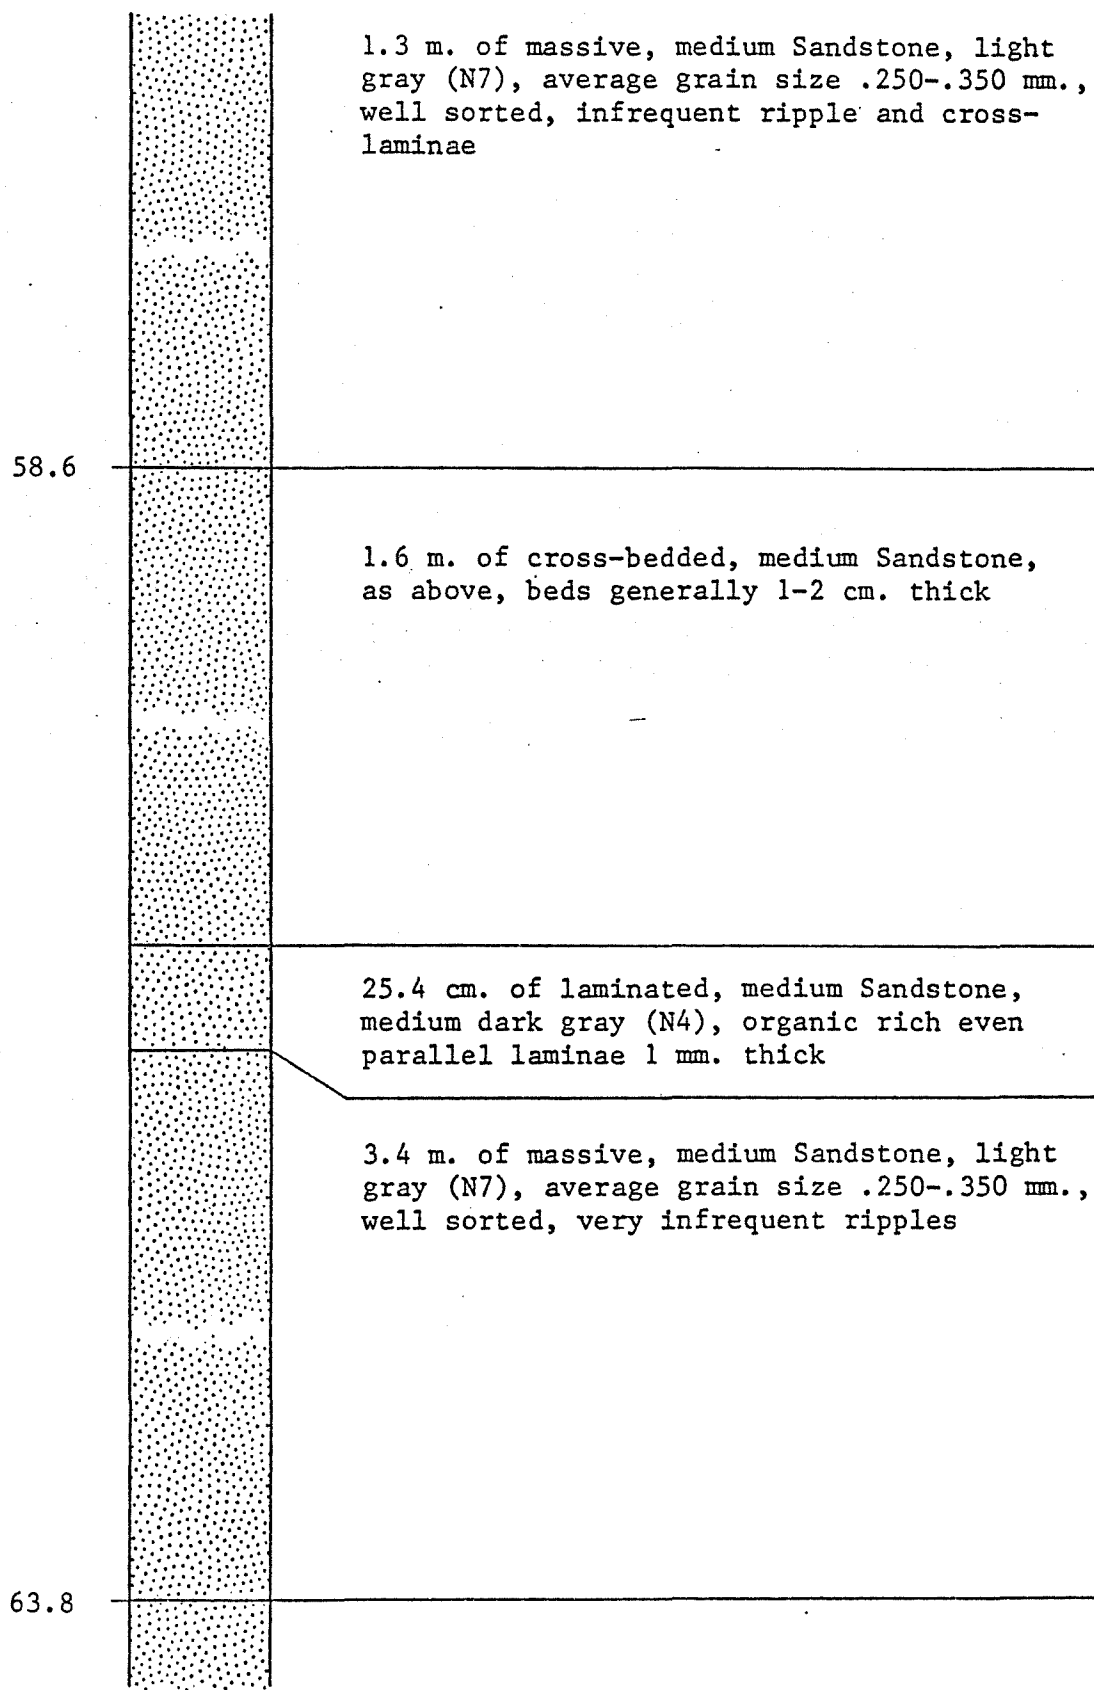 1.3 m. of massive, medium Sandstone, light
gray (N7), average grain size .250-.350 mm.,
well sorted, infrequent ripple and cross-
laminae
58.6
1.6 m. of cross-bedded, medium Sandstone,
as above, beds generally 1-2 cm. thick
25.4 cm. of laminated, medium Sandstone,
medium dark gray (N4), organic rich even
parallel laminae 1 mm. thick
3.4 m. of massive, medium Sandstone, light
gray (N7), average grain size .250-.350 mm.,
well sorted, very infrequent ripples
63.8